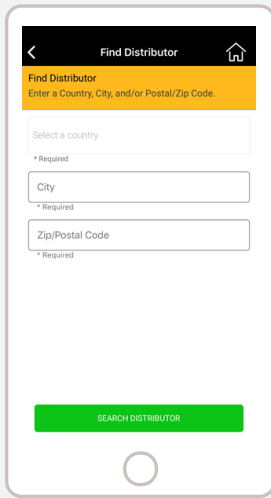 Find Distributor
Find Distributor
Enter a Country, City, and/or Postal/Zip Code.
Select a country
* Required
City
* Required
Zip/Postal Code
* Required
SEARCH DISTRIBUTOR